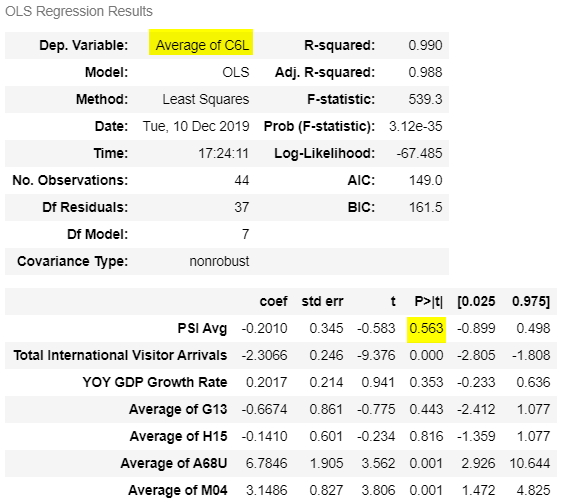 OLS Regression Results
Dep. Variable: Average of C6L R-squared: 0.990
Model: OLS Adj. R-squared: 0.988
Method: Least Squares F-statistic: 539.3
Date: Tue, 10 Dec 2019 Prob (F-statistic): 3.12e-35
Time: 17:24:11 Log-Likelihood: -67.485
No. Observations: 44 AIC: 149.0
Df Residuals: 37 BIC: 161.5
Df Model: 7
Covariance Type: nonrobust
coef std err t P>|t| [0.025 0.975]
PSI Avg -0.2010 0.345 -0.583 0.563 -0.899 0.498
Total International Visitor Arrivals -2.3066 0.246 -9.376 0.000 -2.805 -1.808
YOY GDP Growth Rate 0.2017 0.214 0.941 0.353 -0.233 0.636
Average of G13 -0.6674 0.861 -0.775 0.443 -2.412 1.077
Average of H15 -0.1410 0.601 -0.234 0.816 -1.359 1.077
Average of A68U 6.7846 1.905 3.562 0.001 2.926 10.644
Average of M04 3.1486 0.827 3.806 0.001 1.472 4.825